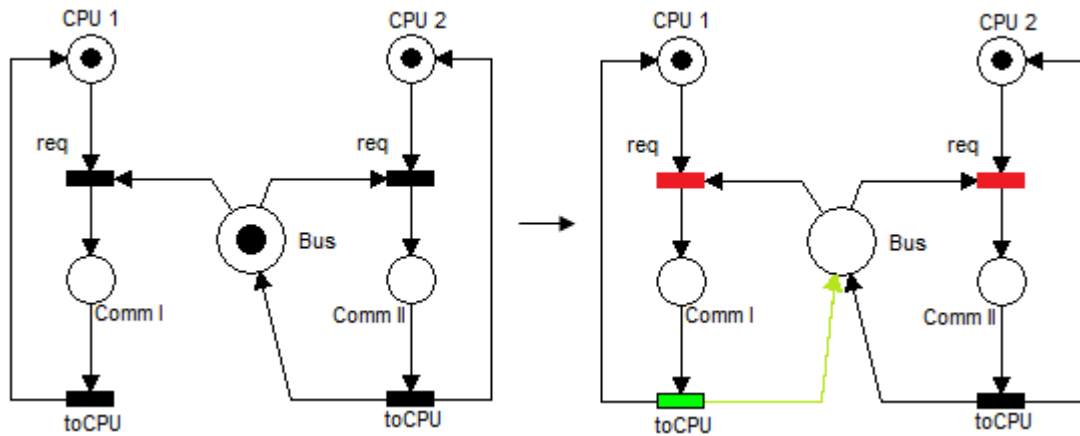 CPU 1
CPU 2
req
req
Bus
Comm I
Comm II
toCPU
toCPU
CPU 1
CPU 2
req
req
Bus
Comm I
Comm II
toCPU
toCPU